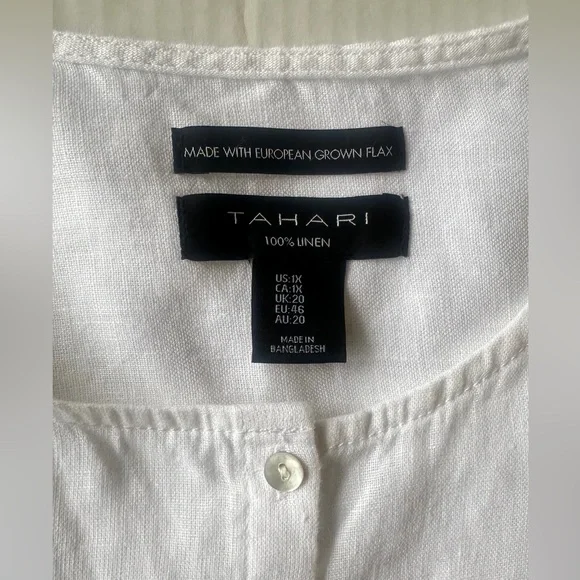 MADE WITH EUROPEAN GROWN FLAX
TAHARI
100% LINEN
US:1X
CA:1X
UK:20
EU:46
AU:20
MADE IN
BANGLADESH